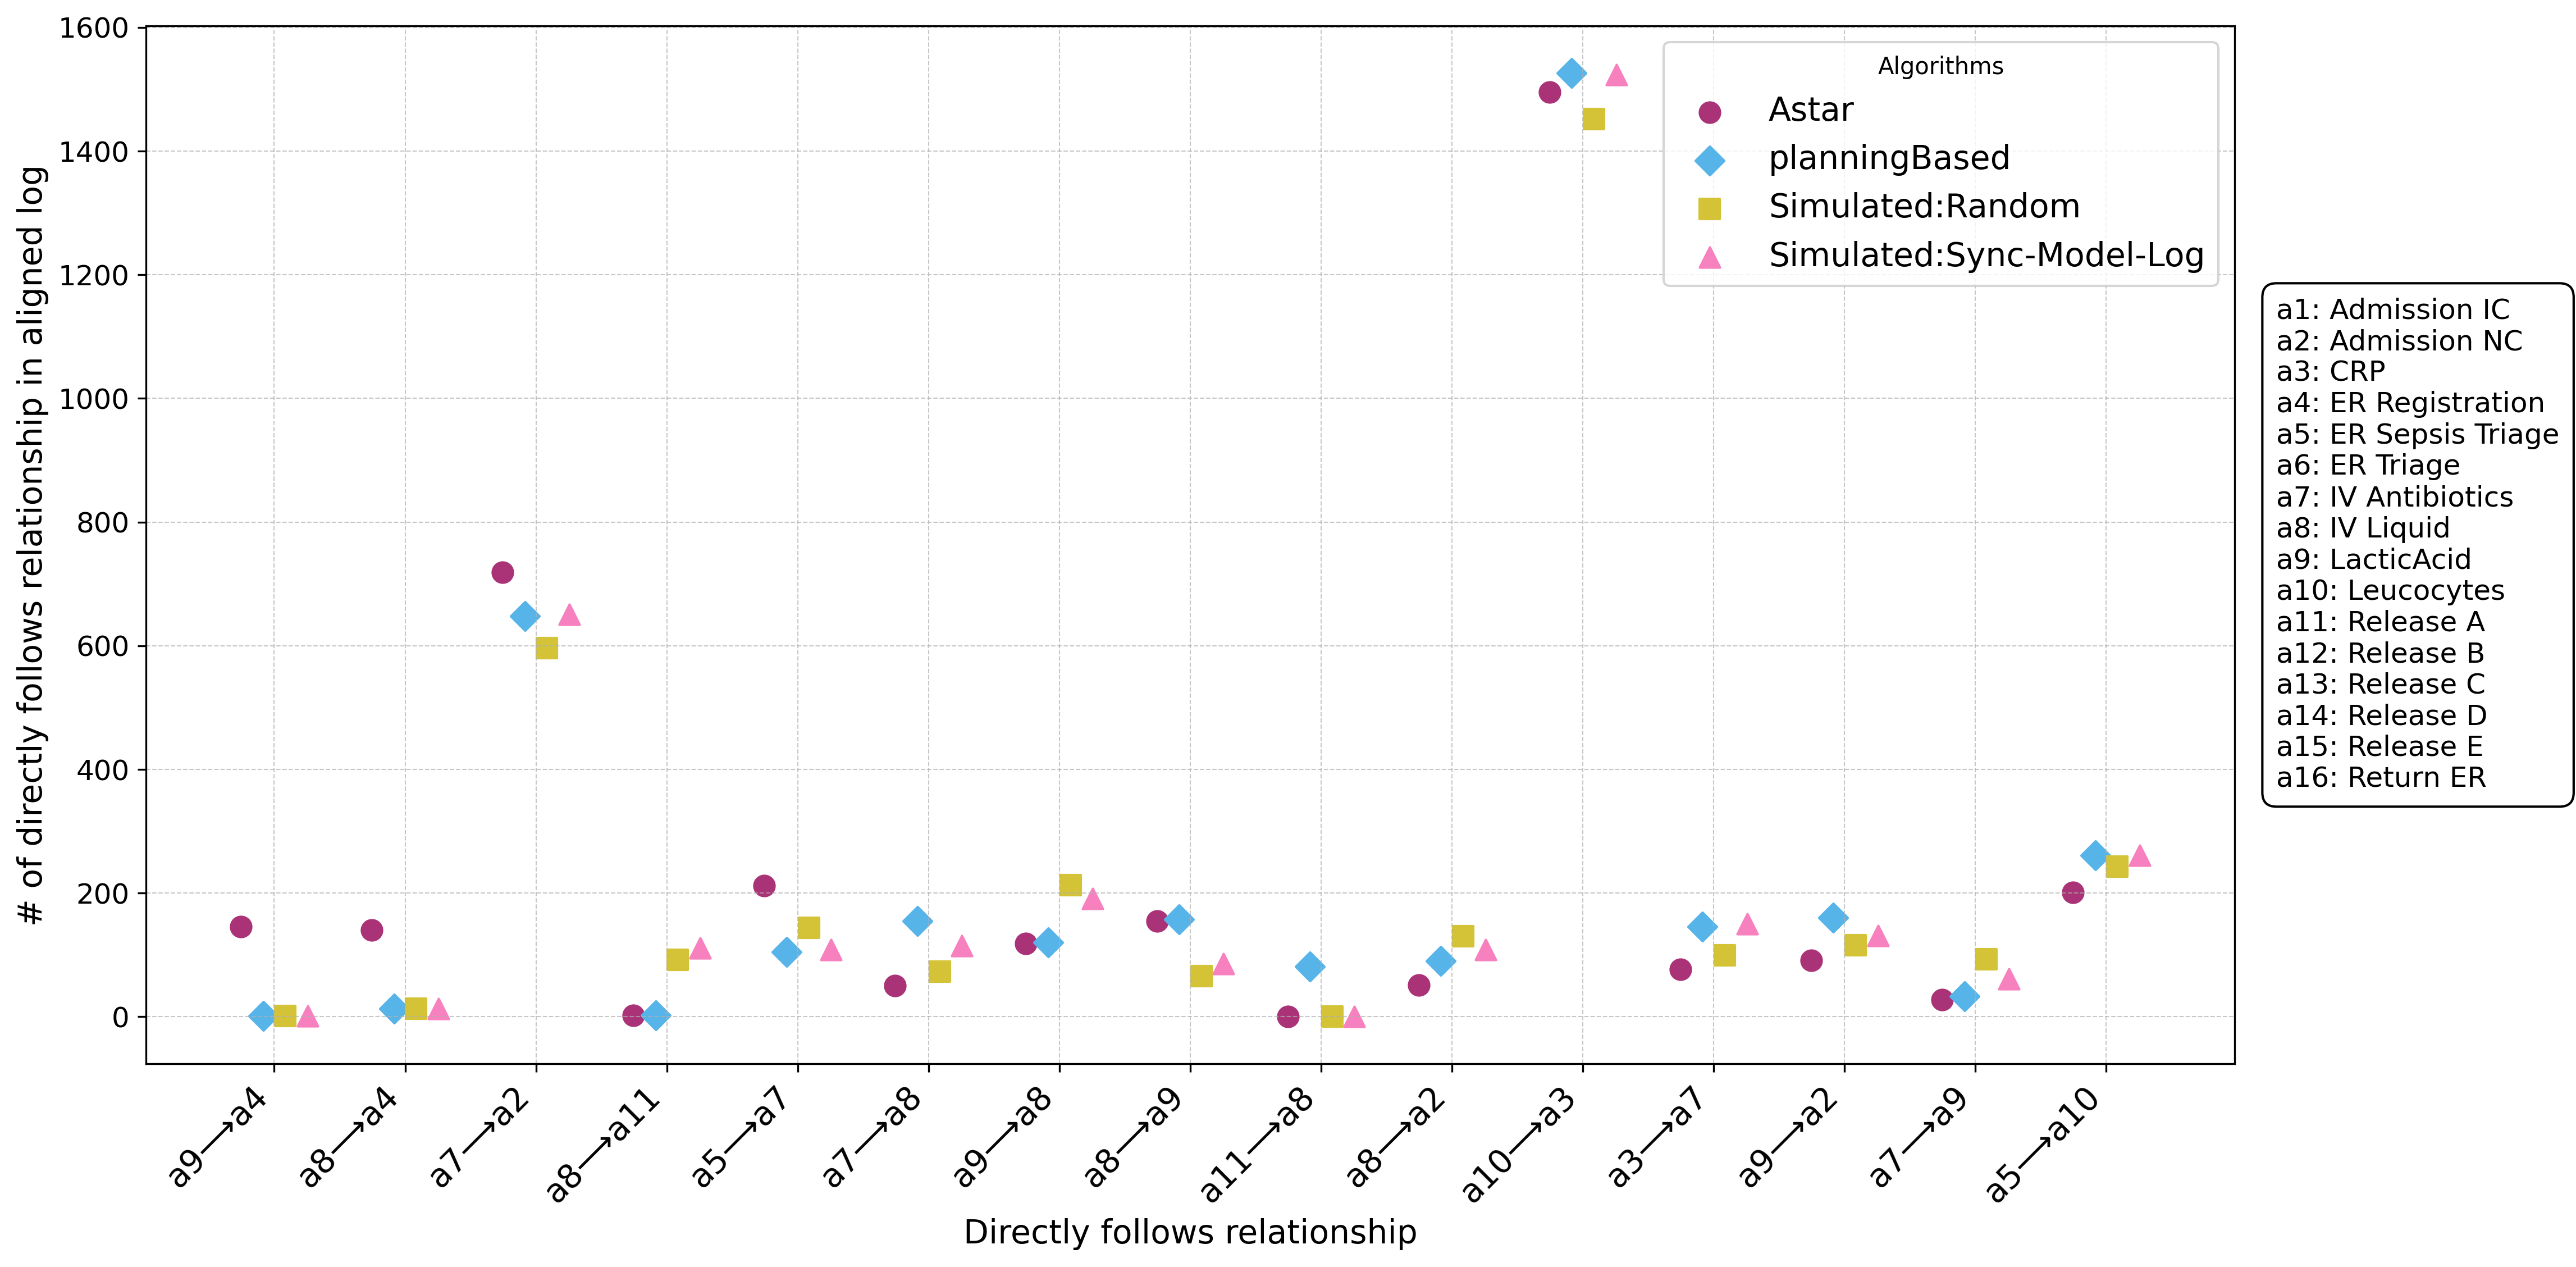 1600
1400
1200
1000
800
600
400
200
0
# of directly follows relationship in aligned log
Algorithms
Astar
planningBased
Simulated:Random
Simulated:Sync-Model-Log
a1: Admission IC
a2: Admission NC
a3: CRP
a4: ER Registration
a5: ER Sepsis Triage
a6: ER Triage
a7: IV Antibiotics
a8: IV Liquid
a9: LacticAcid
a10: Leucocytes
a11: Release A
a12: Release B
a13: Release C
a14: Release D
a15: Release E
a16: Return ER
a9→a4
a8→a4
a7→a2
a8→a11
a5→a7
a7→a8
a9→a8
a8→a9
a11→a8
a8→a2
a10→a3
a3→a7
a9→a2
a7→a9
a5→a10
Directly follows relationship